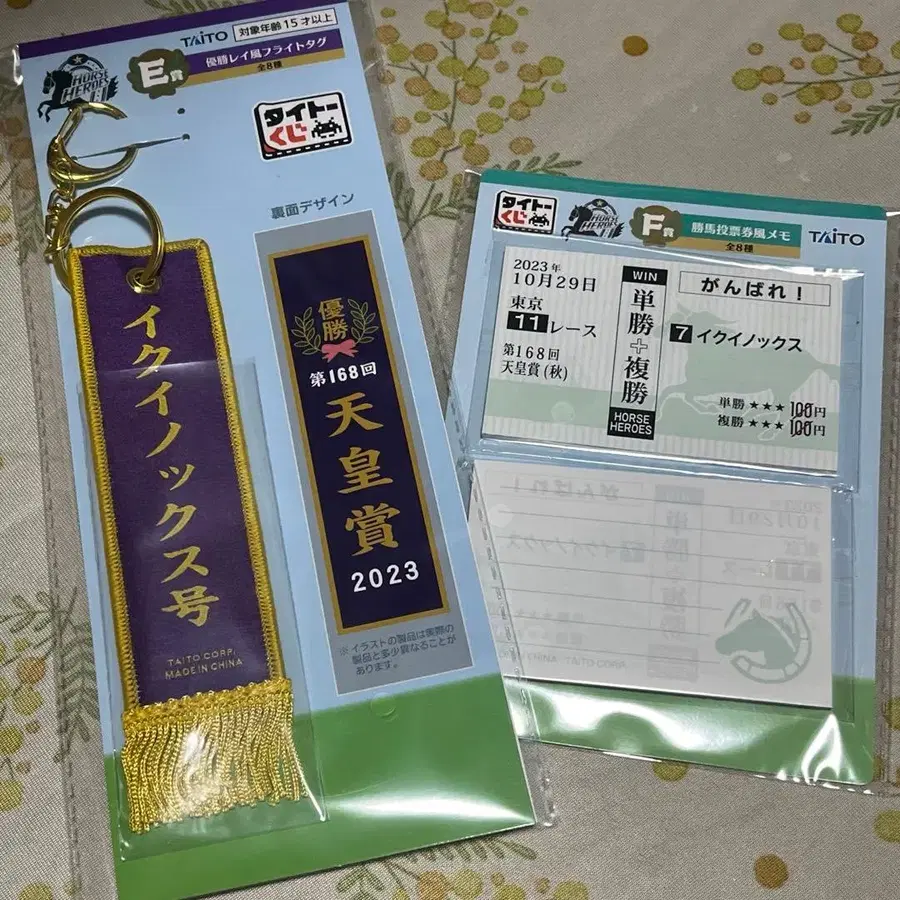 TAITO
対象年齢15才以上
HORSE
HEROES
E賞
優勝レイ風フライトタグ
全8種
タイトー
くじ
裏面デザイン
イクイノックス号
TAITO CORP.
MADE IN CHINA
優勝
第168回
天皇賞
2023
※イラストの製品は実際の
製品と多少異なることが
あります。
タイトー
くじ
HORSE
HEROES
F賞
勝馬投票券風メモ
全8種
TAITO
2023年
10月29日
東京
11レース
第168回
天皇賞(秋)
WIN
単勝+複勝
HORSE
HEROES
がんばれ!
7 イクイノックス
単勝★★★100円
複勝★★★100円